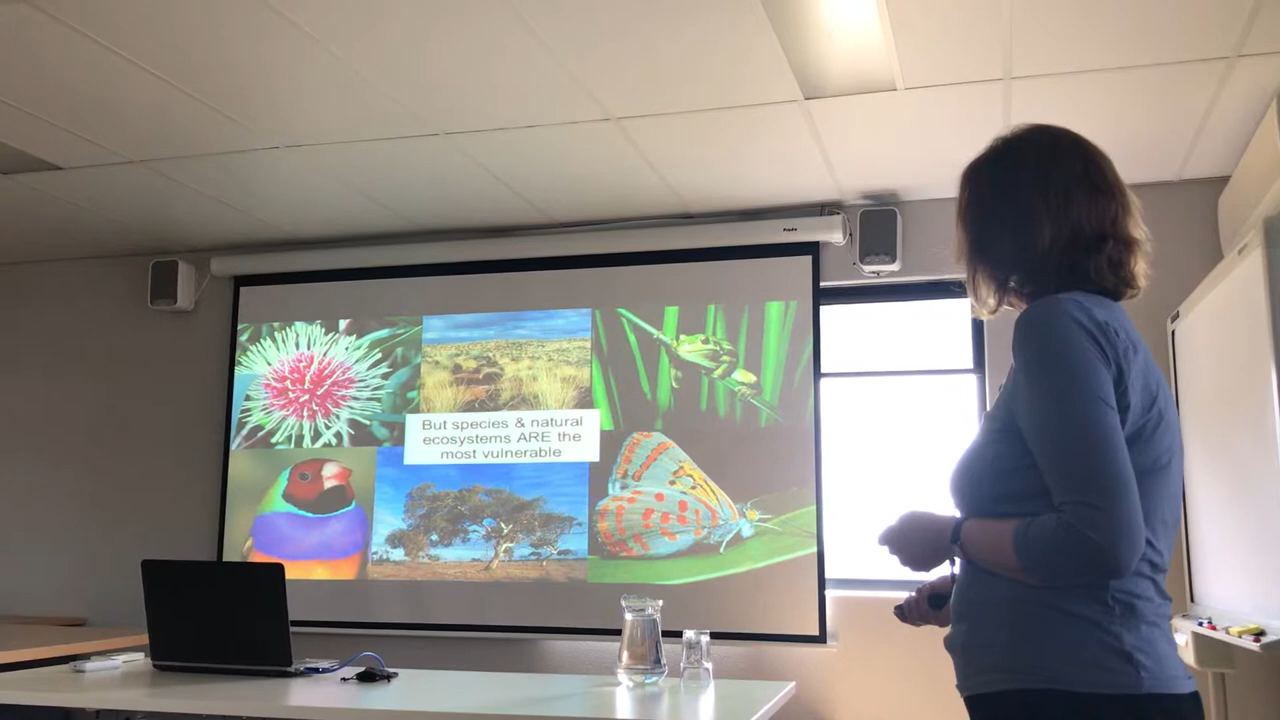 But species & natural
ecosystems ARE the
most vulnerable